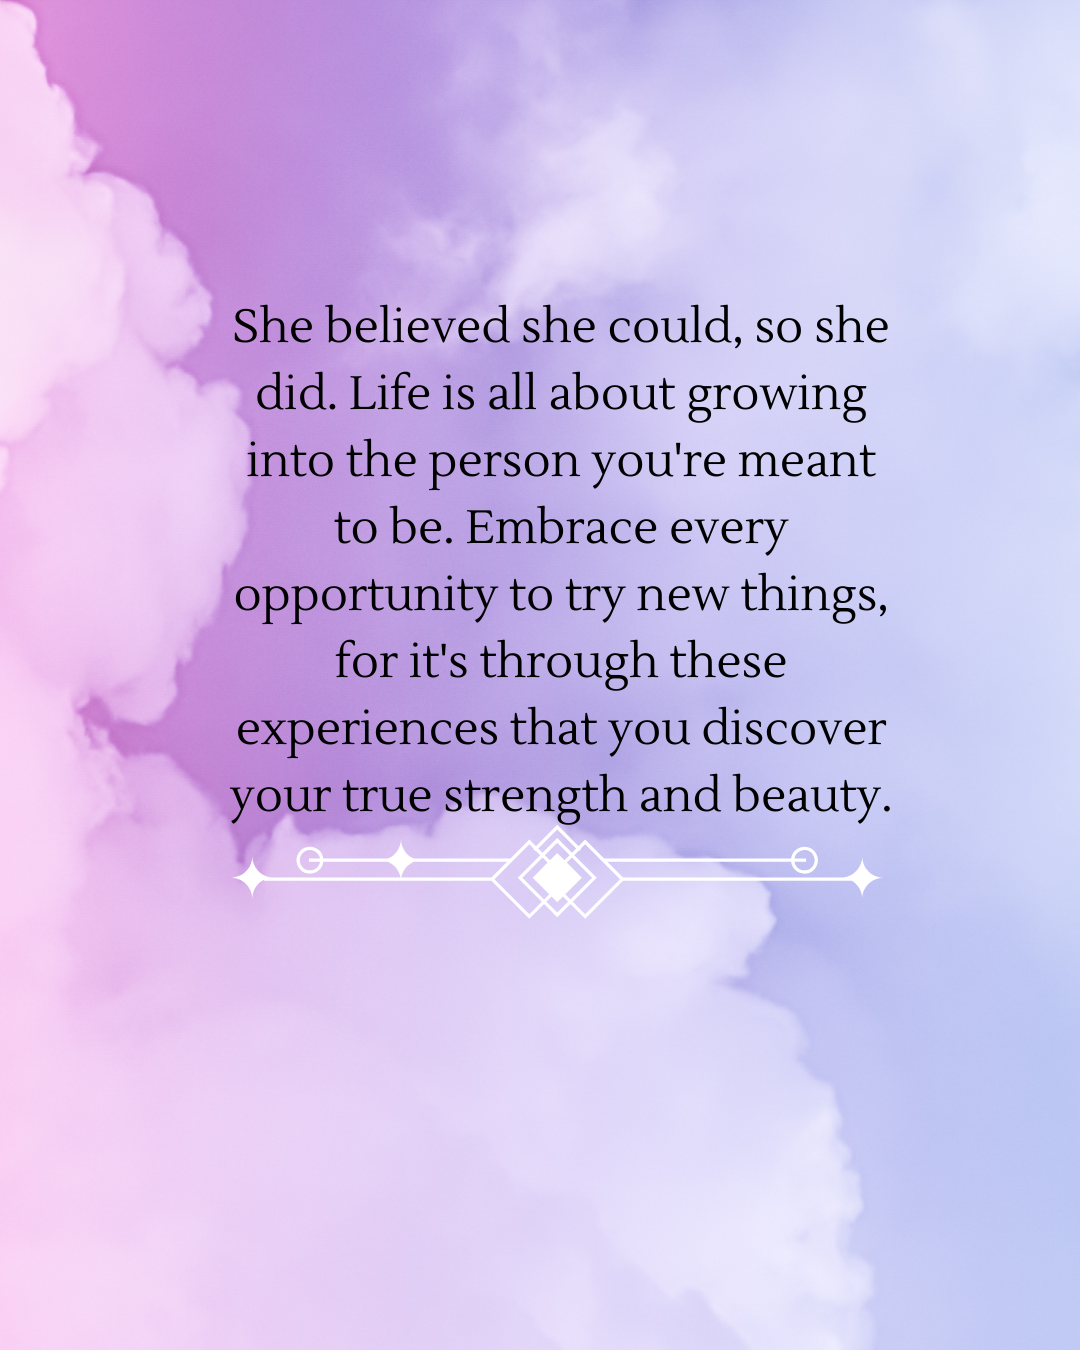 She believed she could, so she
did. Life is all about growing
into the person you're meant
to be. Embrace every
opportunity to try new things,
for it's through these
experiences that you discover
your true strength and beauty.